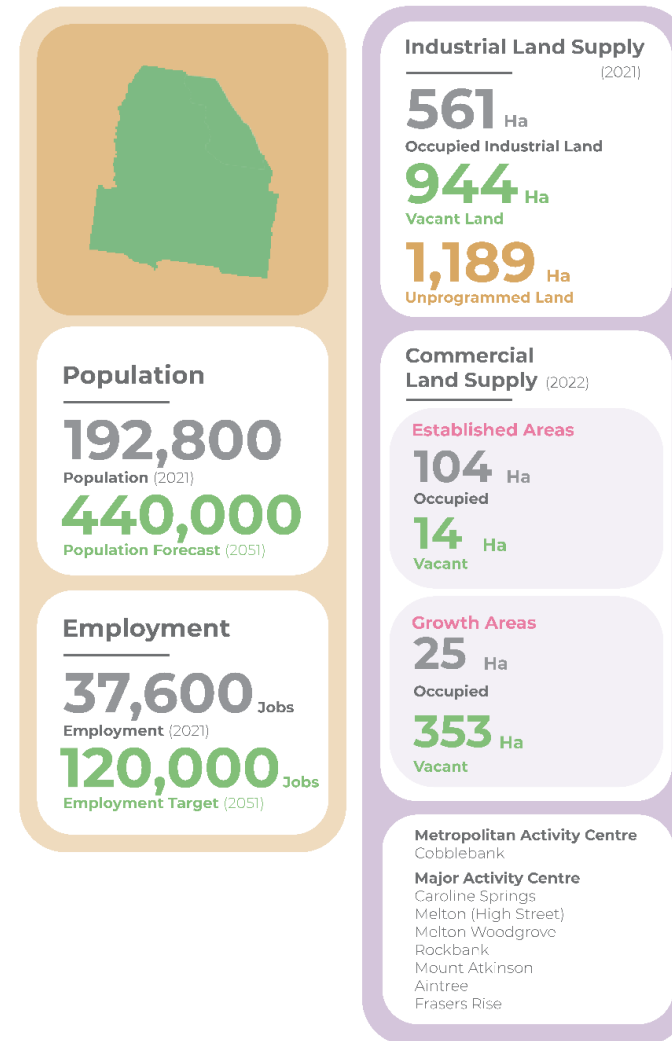 Population
192,800
Population (2021)
440,000
Population Forecast (2051)
Employment
37,600 Jobs
Employment (2021)
120,000 Jobs
Employment Target (2051)
Industrial Land Supply
(2021)
561 Ha
Occupied Industrial Land
944 Ha
Vacant Land
1,189 Ha
Unprogrammed Land
Commercial
Land Supply (2022)
Established Areas
104 Ha
Occupied
14 Ha
Vacant
Growth Areas
25 Ha
Occupied
353 Ha
Vacant
Metropolitan Activity Centre
Cobblebank
Major Activity Centre
Caroline Springs
Melton (High Street)
Melton Woodgrove
Rockbank
Mount Atkinson
Aintree
Frasers Rise